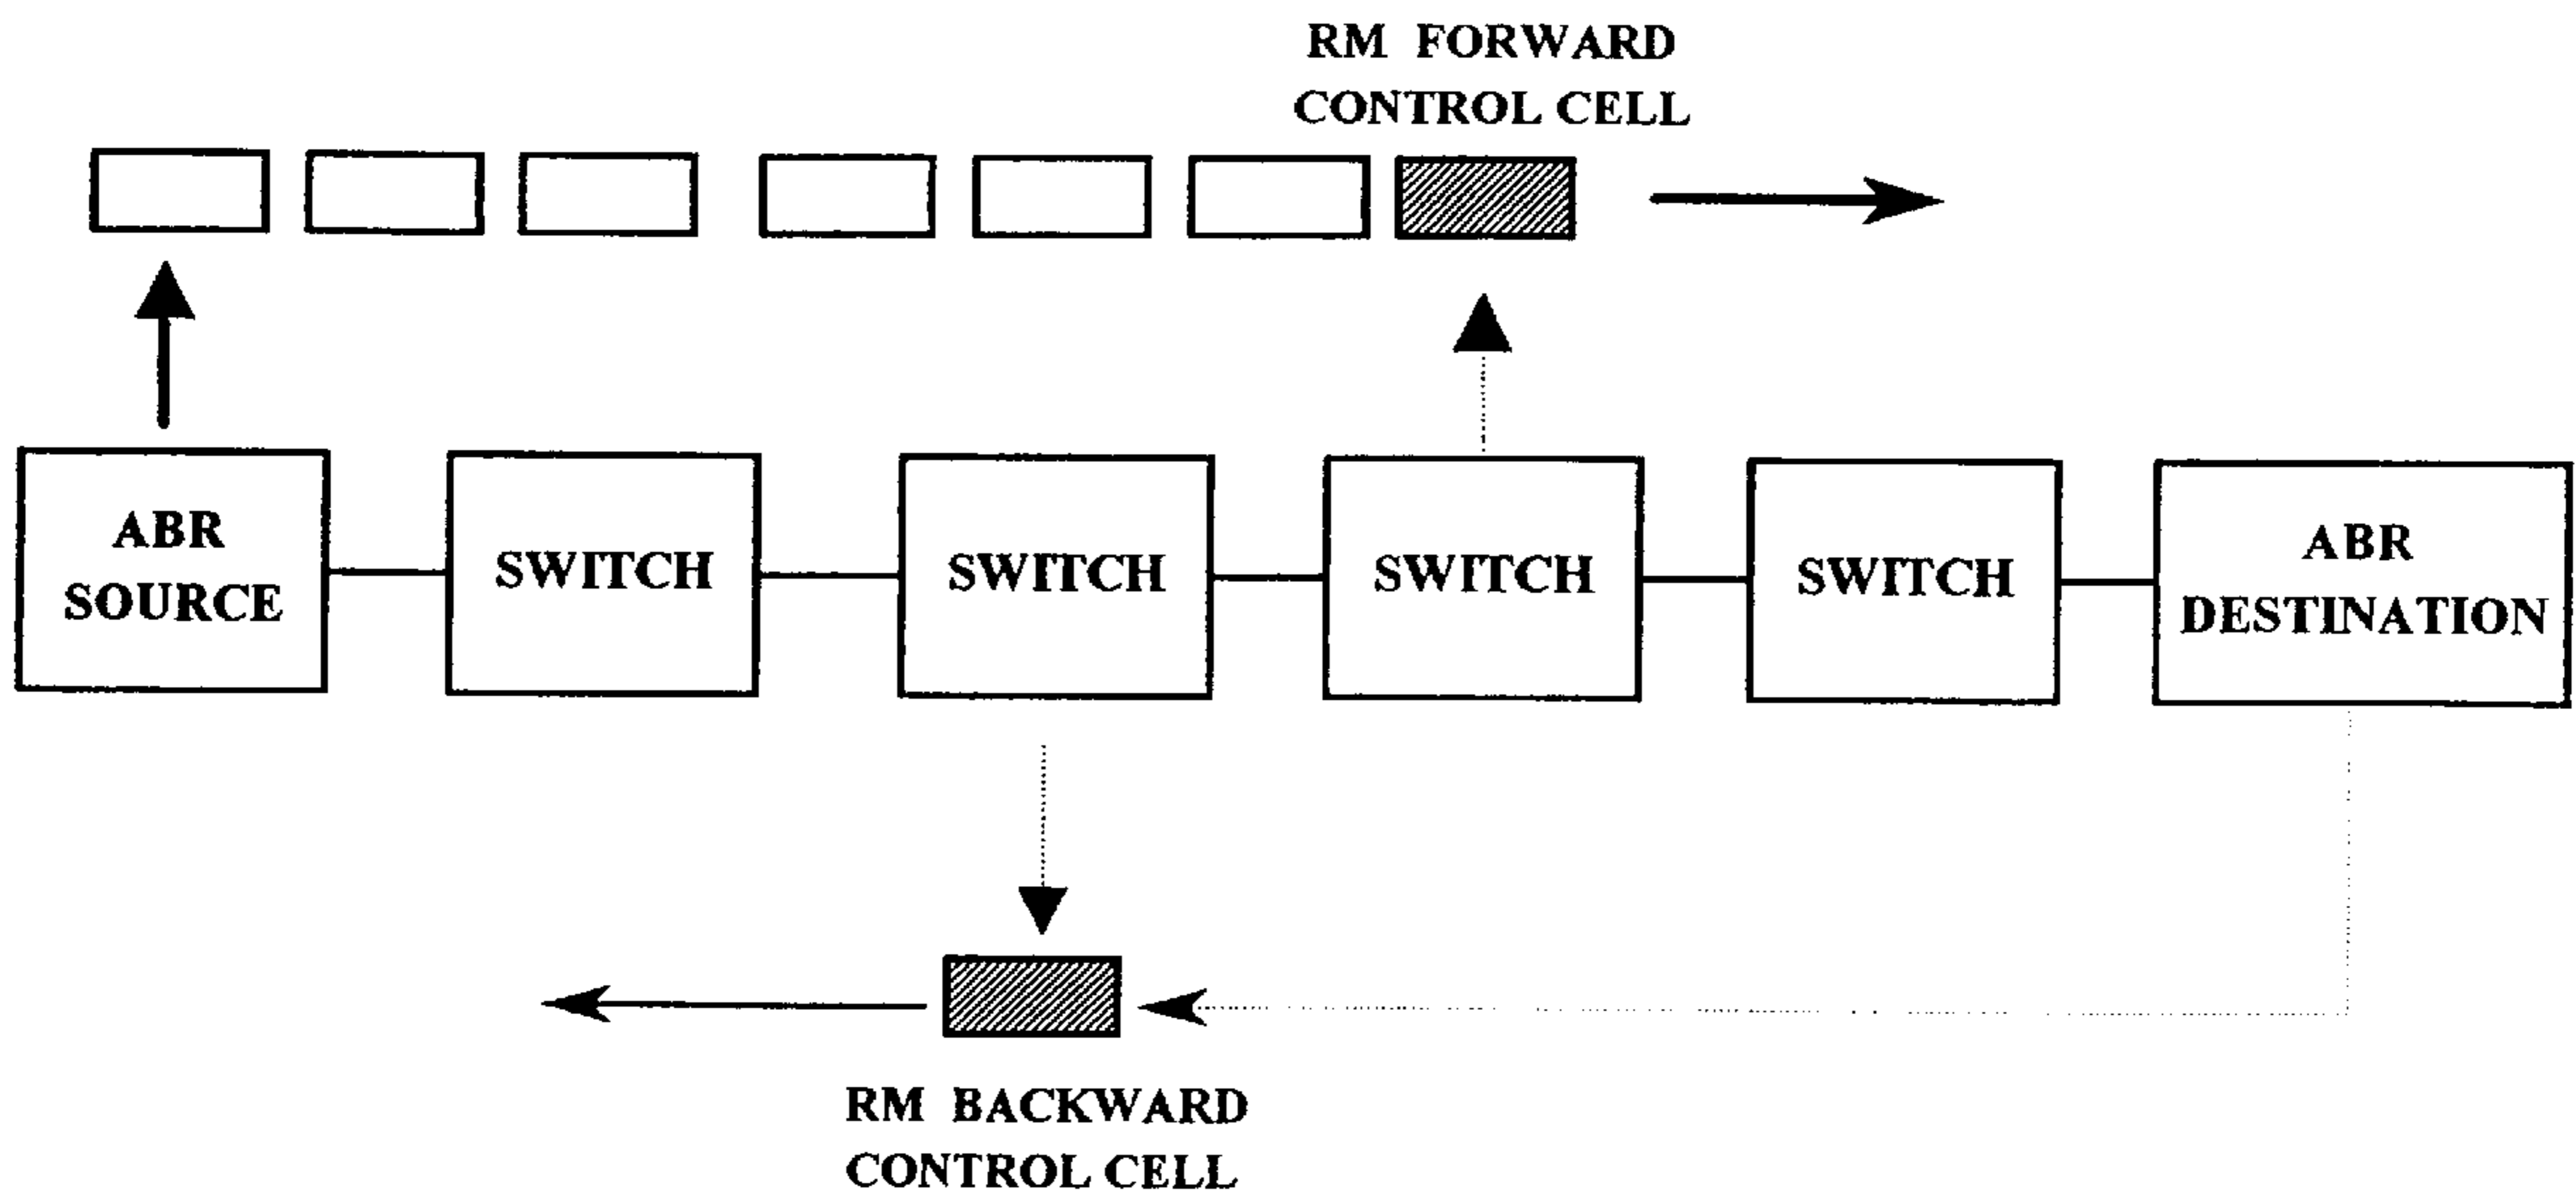 RM FORWARD
CONTROL CELL
ABR
SOURCE
SWITCH
SWITCH
SWITCH
SWITCH
ABR
DESTINATION
RM BACKWARD
CONTROL CELL